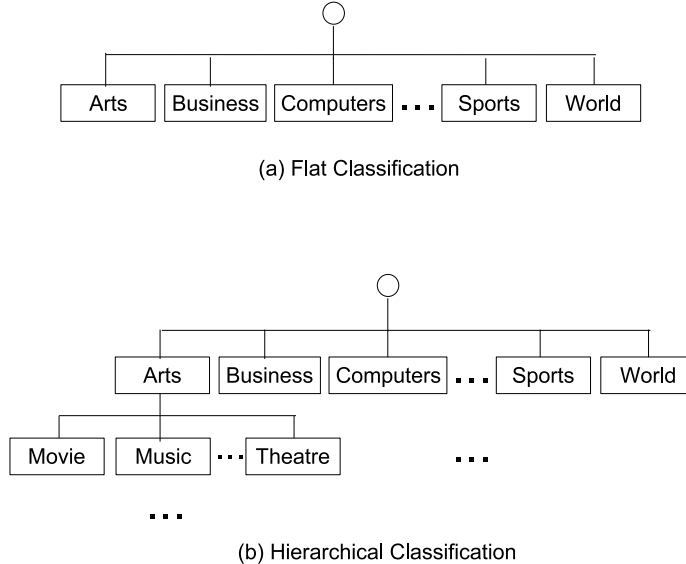 Arts Business Computers ... Sports World
(a) Flat Classification
Arts Business Computers ... Sports World
Movie Music ... Theatre ...
...
(b) Hierarchical Classification